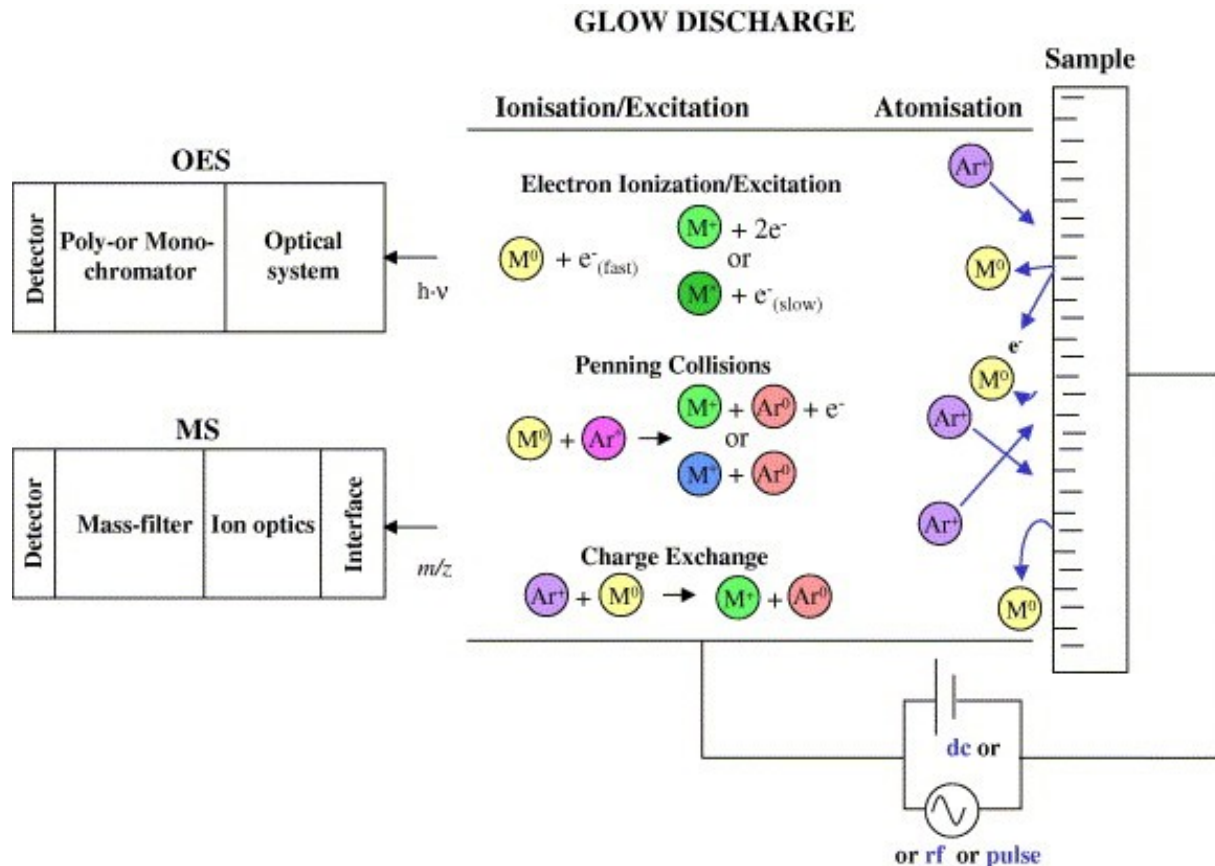 GLOW DISCHARGE
Sample
Ionisation/Excitation
Atomisation
OES
Detector
Poly-or Mono-
chromator
Optical
system
h·ν
Electron Ionization/Excitation
M⁰ + e⁻(fast)
M⁺ + 2e⁻
or
M* + e⁻(slow)
Penning Collisions
M⁰ + Ar* → M⁺ + Ar⁰ + e⁻
or
M* + Ar⁰
Charge Exchange
Ar⁺ + M⁰ → M⁺ + Ar⁰
MS
Detector
Mass-filter
Ion optics
Interface
m/z
Ar⁺
M⁰
e⁻
M⁰
Ar⁺
Ar⁺
M⁰
dc or
or rf or pulse